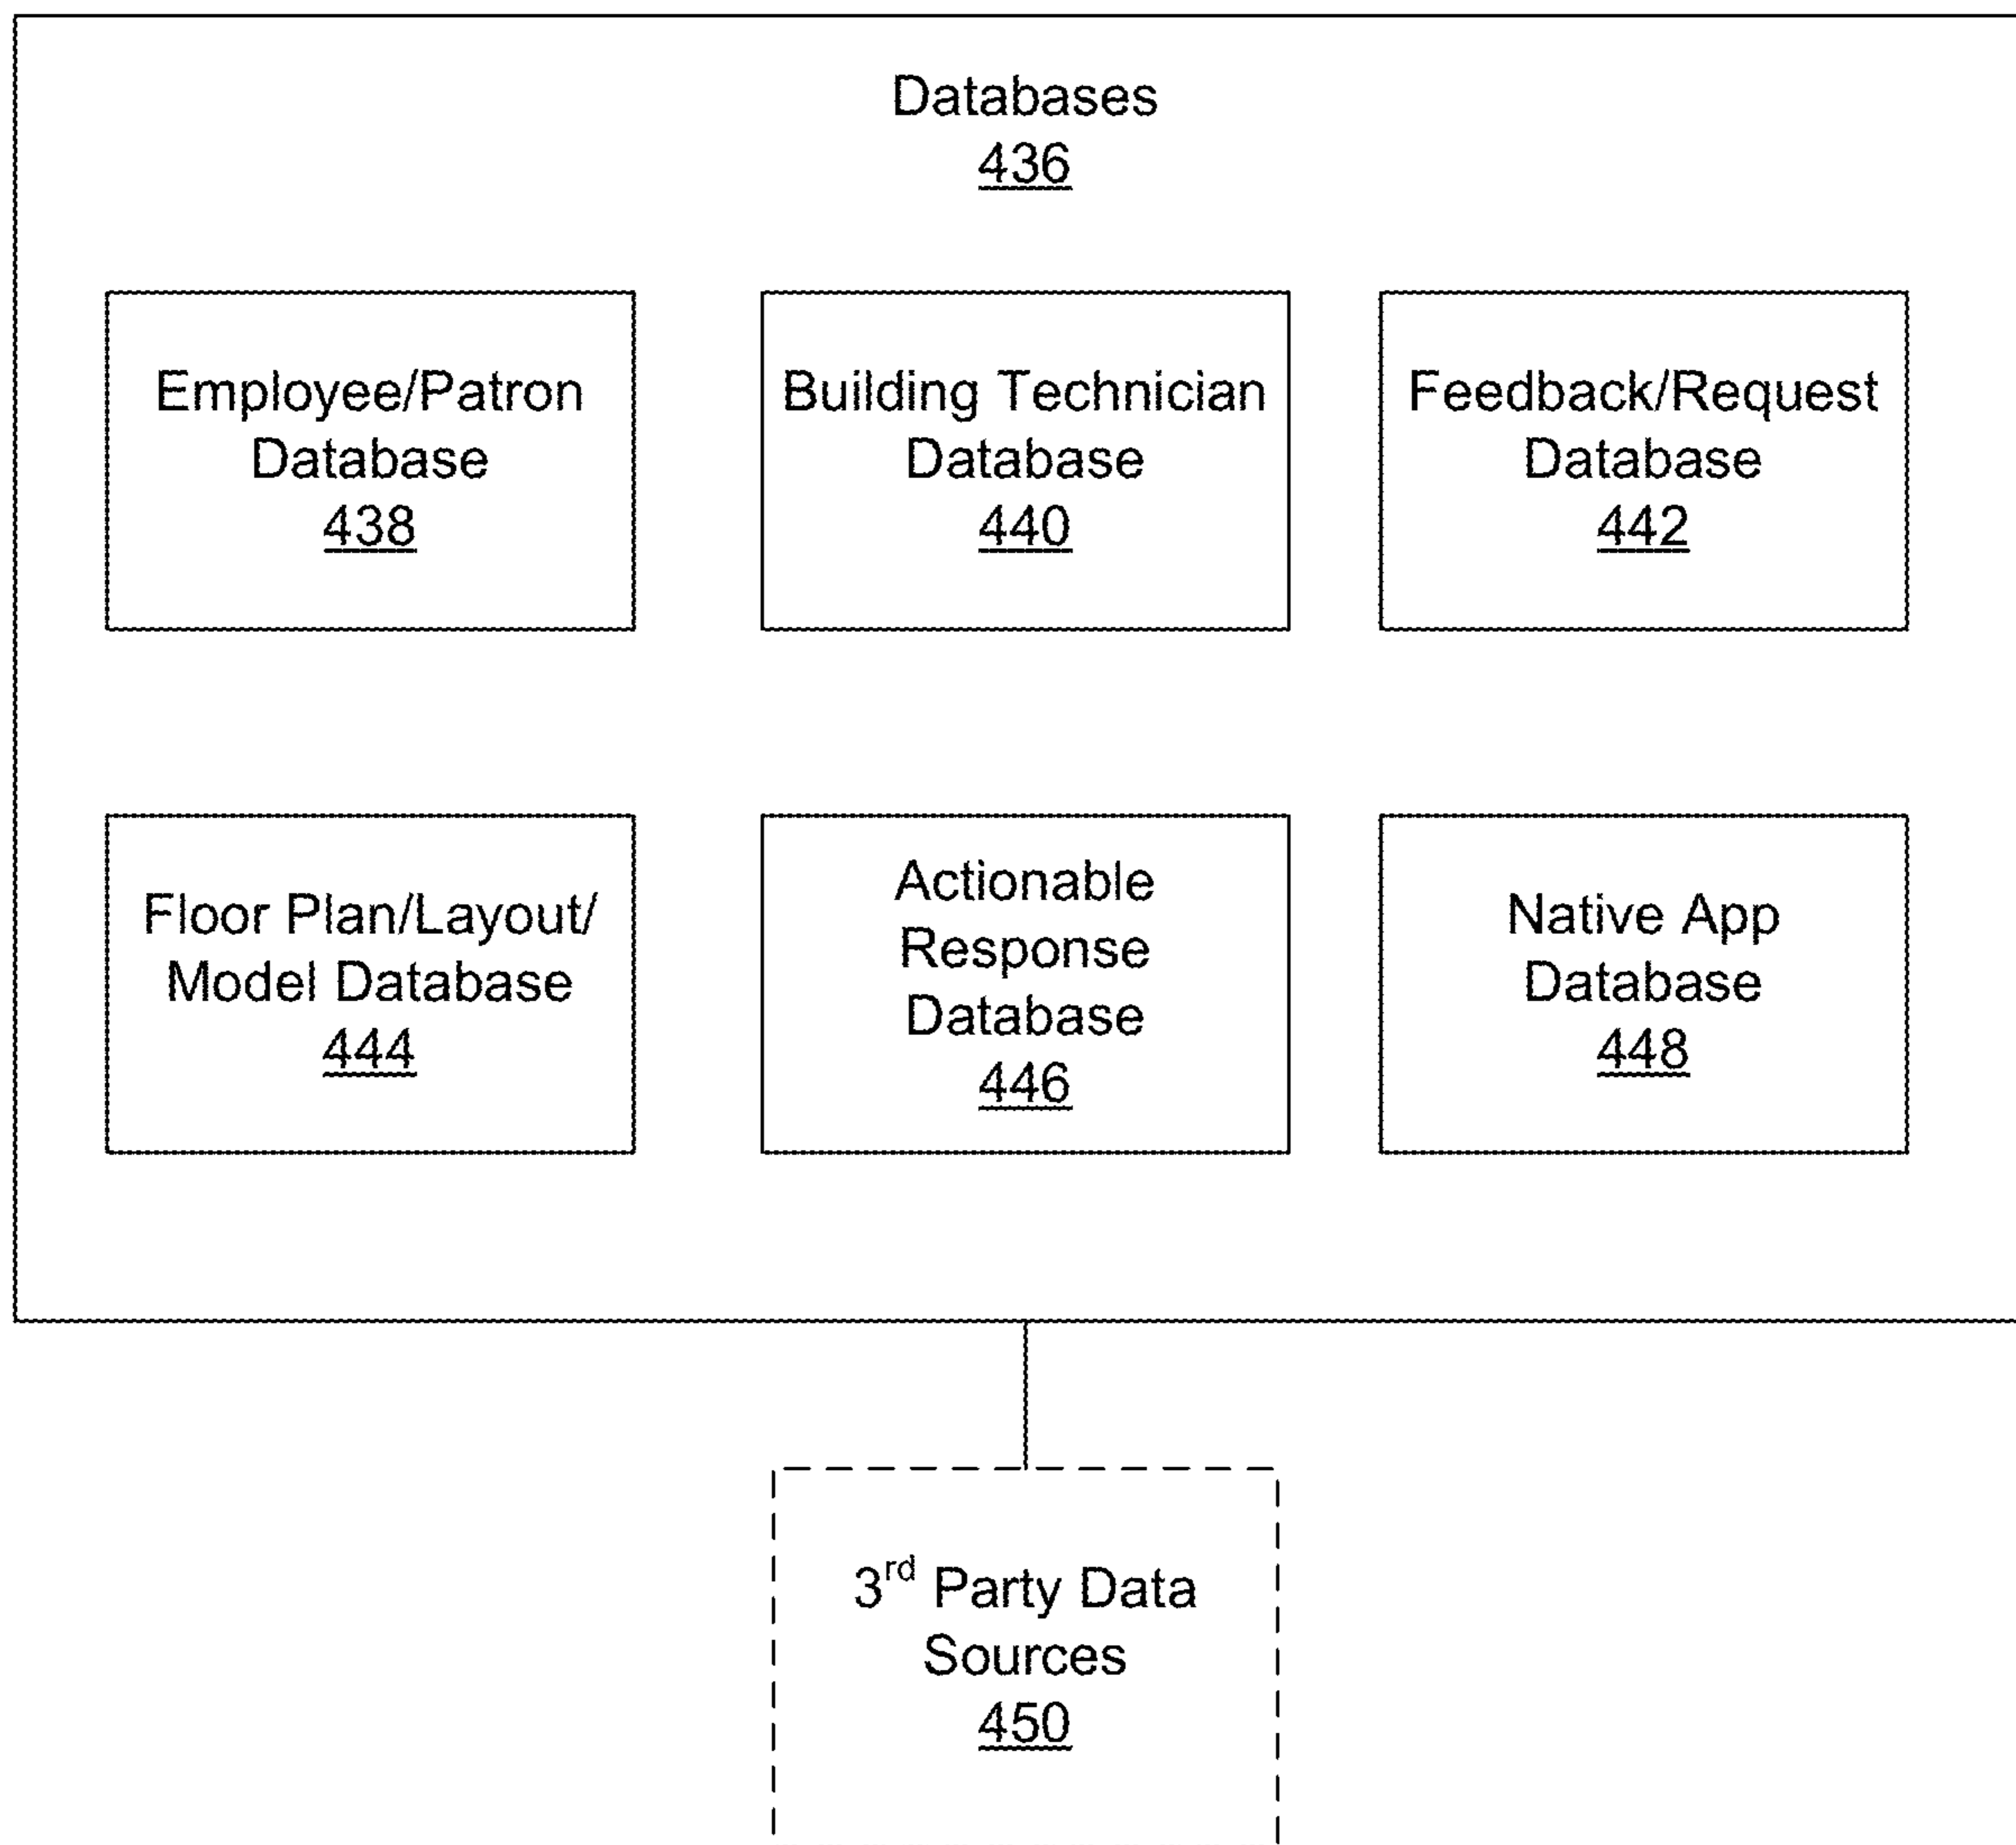 Databases
436
Employee/Patron
Database
438
Building Technician
Database
440
Feedback/Request
Database
442
Floor Plan/Layout/
Model Database
444
Actionable
Response
Database
446
Native App
Database
448
3rd Party Data
Sources
450